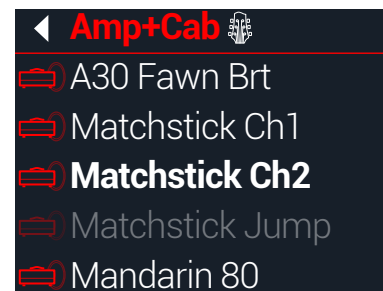 Amp+Cab
A30 Fawn Brt
Matchstick Ch1
Matchstick Ch2
Matchstick Jump
Mandarin 80